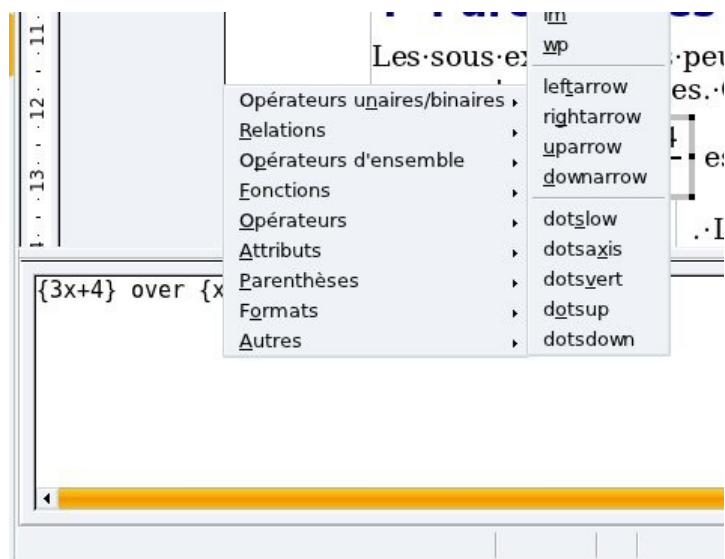 im
wp
Les·sous·ex
·peu
es.·
leftarrow
rightarrow
uparrow
downarrow
dotslow
dotsaxis
dotsvert
dotsup
dotsdown
Opérateurs unaires/binaires
Relations
Opérateurs d'ensemble
Fonctions
Opérateurs
Attributs
Parenthèses
Formats
Autres
11
12
13
4
es
.·L
{3x+4} over {x